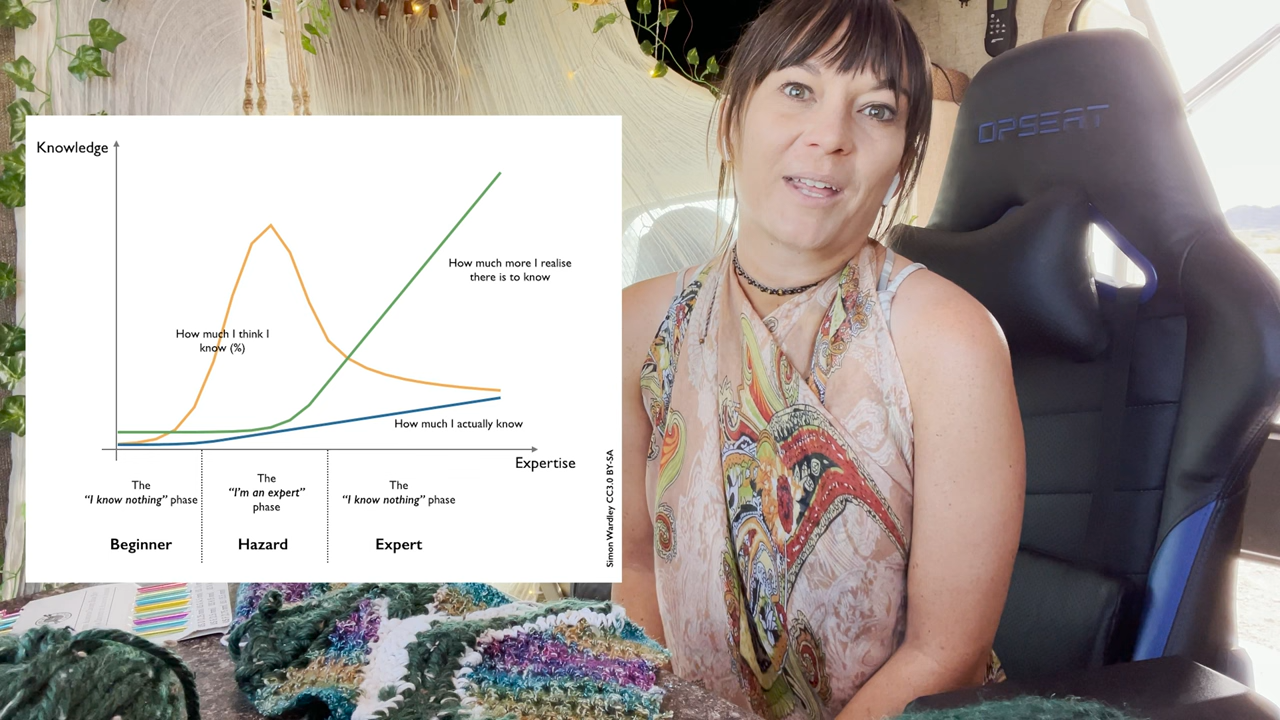 OPSEAT
Knowledge
How much more I realise
there is to know
How much I think I
know (%)
How much I actually know
Expertise
The
“I know nothing” phase
The
“I’m an expert”
phase
The
“I know nothing” phase
Beginner
Hazard
Expert
Simon Wardley CC3.0 BY-SA